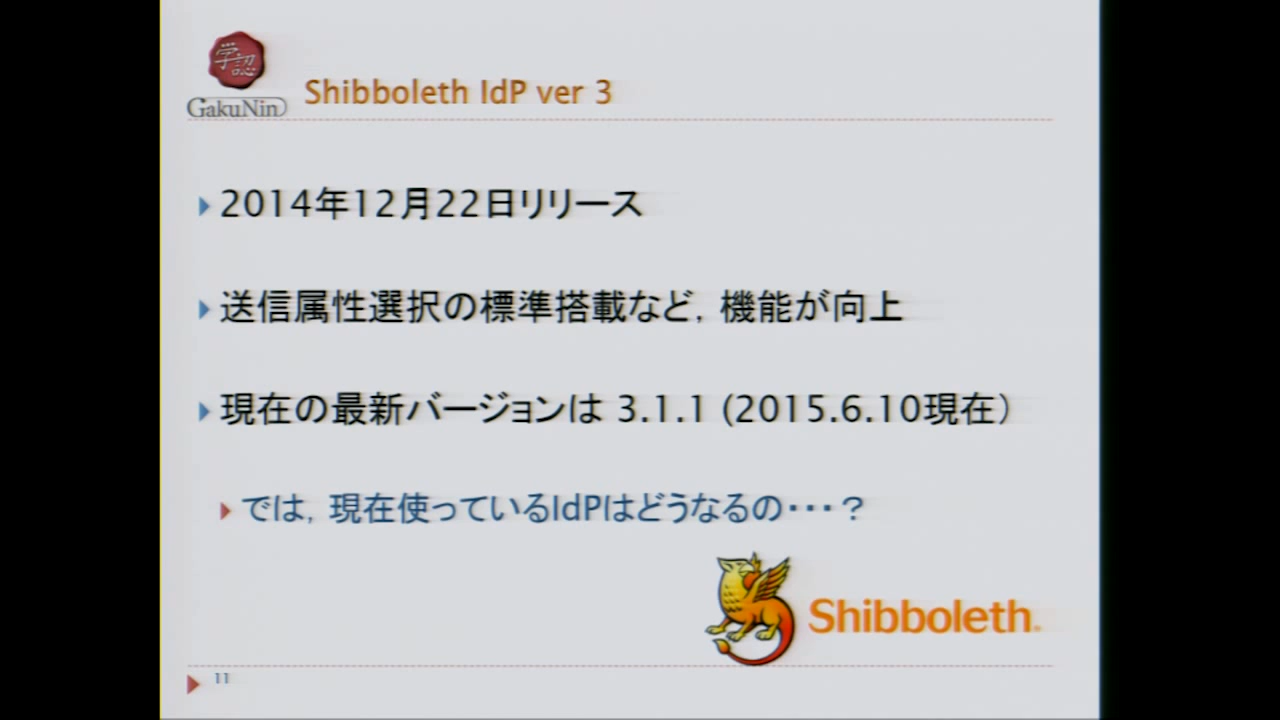 学認
GakuNin
Shibboleth IdP ver 3
2014年12月22日リリース
送信属性選択の標準搭載など，機能が向上
現在の最新バージョンは 3.1.1 (2015.6.10現在）
では，現在使っているIdPはどうなるの・・・？
Shibboleth.
11